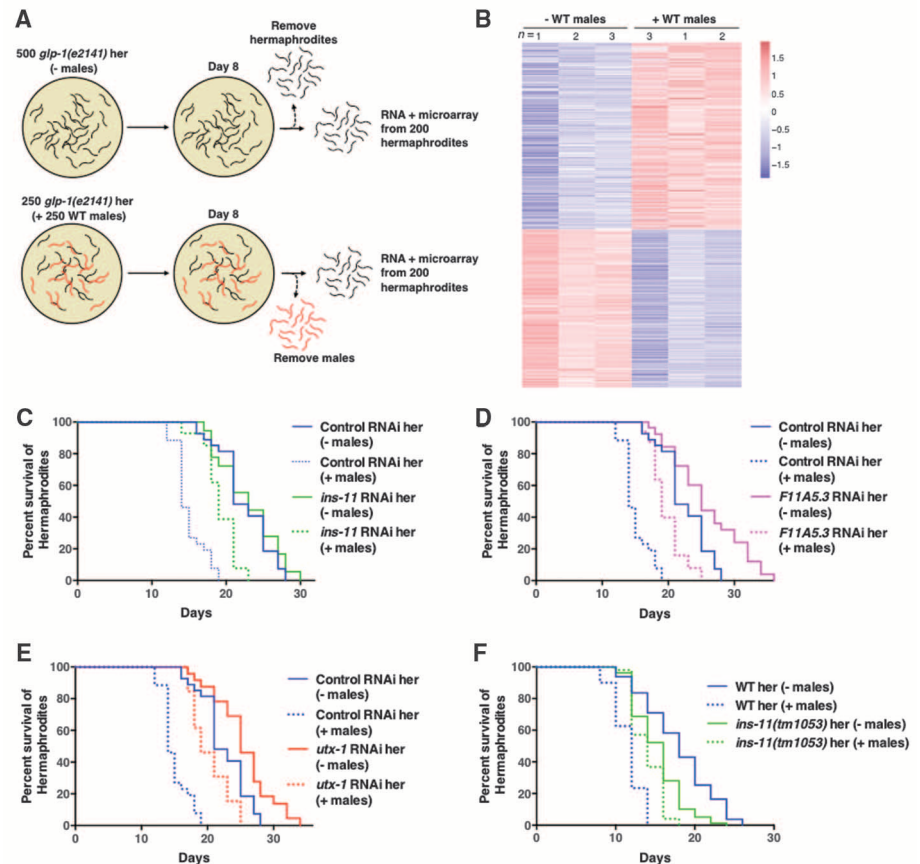 A
500 glp-1(e2141) her
(- males)
Day 8
Remove
hermaphrodites
RNA + microarray
from 200
hermaphrodites
250 glp-1(e2141) her
(+ 250 WT males)
Day 8
RNA + microarray
from 200
hermaphrodites
Remove males
B
- WT males
+ WT males
n = 1 2 3 3 1 2
1.5
1
0.5
0
−0.5
−1
−1.5
C
Percent survival of
Hermaphrodites
100
80
60
40
20
0
0 10 20 30
Days
Control RNAi her
(- males)
Control RNAi her
(+ males)
ins-11 RNAi her
(- males)
ins-11 RNAi her
(+ males)
D
Percent survival of
Hermaphrodites
100
80
60
40
20
0
0 10 20 30
Days
Control RNAi her
(- males)
Control RNAi her
(+ males)
F11A5.3 RNAi her
(- males)
F11A5.3 RNAi her
(+ males)
E
Percent survival of
Hermaphrodites
100
80
60
40
20
0
0 10 20 30
Days
Control RNAi her
(- males)
Control RNAi her
(+ males)
utx-1 RNAi her
(- males)
utx-1 RNAi her
(+ males)
F
Percent survival of
Hermaphrodites
100
80
60
40
20
0
0 10 20 30
Days
WT her (- males)
WT her (+ males)
ins-11(tm1053) her (- males)
ins-11(tm1053) her (+ males)